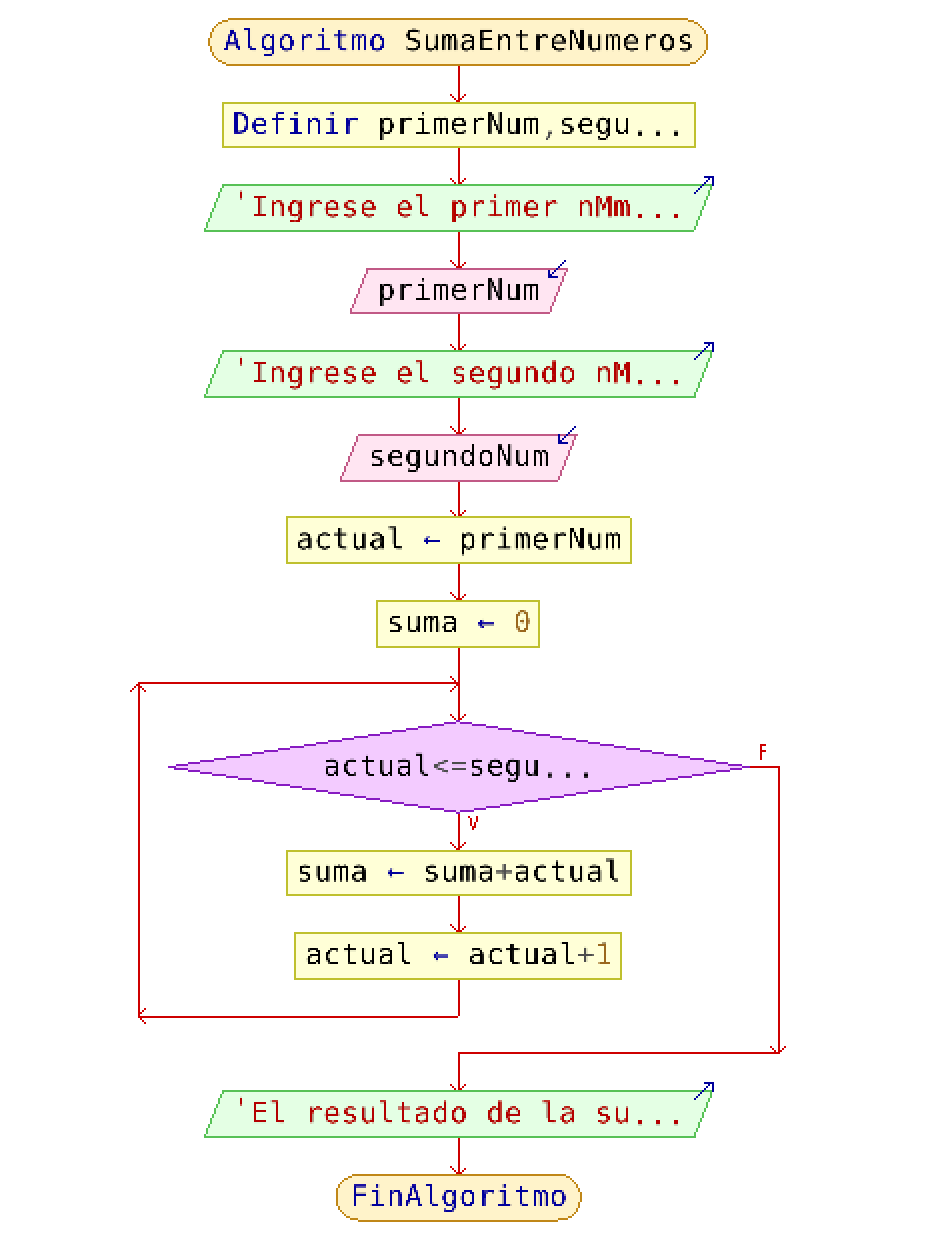 Algoritmo SumaEntreNumeros
Definir primerNum,segu...
'Ingrese el primer nMm...
primerNum
'Ingrese el segundo nM...
segundoNum
actual ← primerNum
suma ← 0
actual<=segu...
F
V
suma ← suma+actual
actual ← actual+1
'El resultado de la su...
FinAlgoritmo